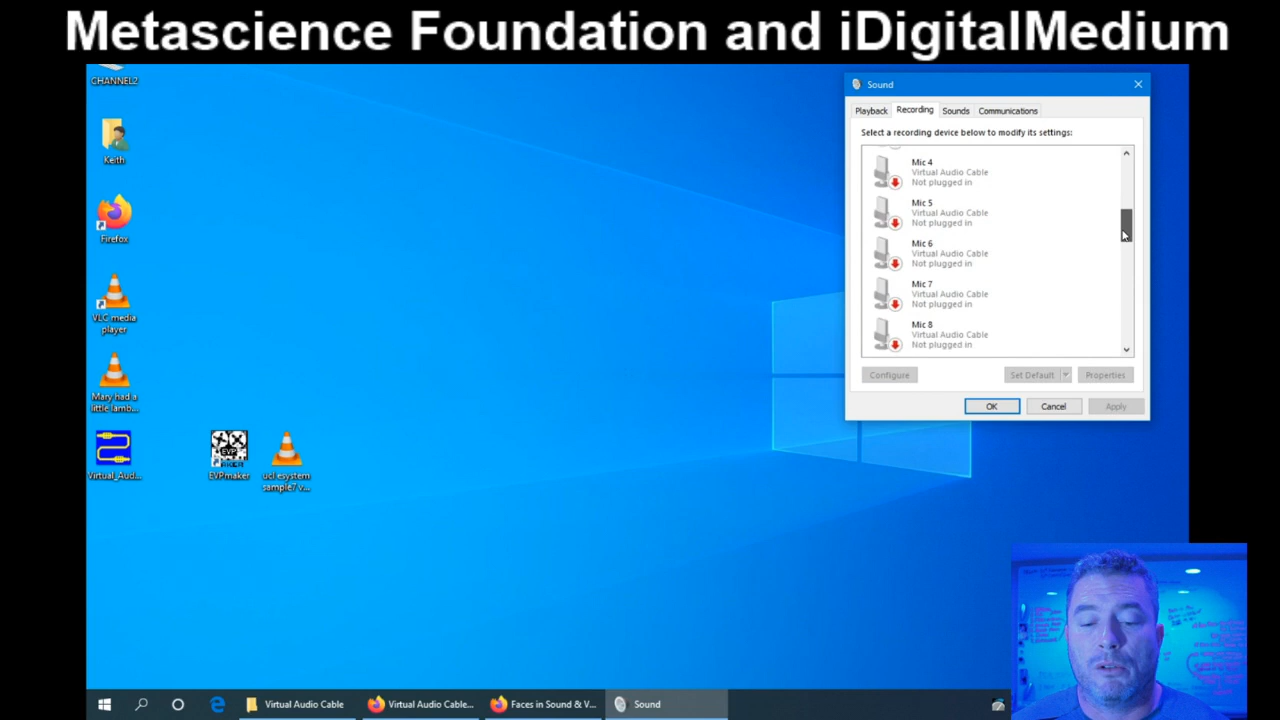 Metascience Foundation and iDigitalMedium
CHANNEL2
Keith
Firefox
VLC media
player
Mary had a
little lamb...
Virtual_Aud...
EVP
EVPmaker
ucl esystem
sample7 v...
Sound
Playback
Recording
Sounds
Communications
Select a recording device below to modify its settings:
Mic 4
Virtual Audio Cable
Not plugged in
Mic 5
Virtual Audio Cable
Not plugged in
Mic 6
Virtual Audio Cable
Not plugged in
Mic 7
Virtual Audio Cable
Not plugged in
Mic 8
Virtual Audio Cable
Not plugged in
Configure
Set Default
Properties
OK
Cancel
Apply
Virtual Audio Cable
Virtual Audio Cable...
Faces in Sound & V...
Sound